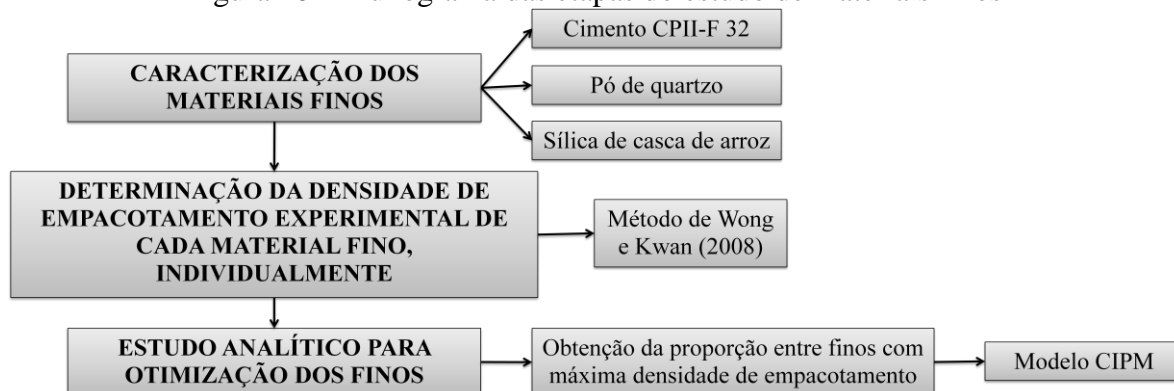 Cimento CPII-F 32
CARACTERIZAÇÃO DOS
MATERIAIS FINOS
Pó de quartzo
Sílica de casca de arroz
DETERMINAÇÃO DA DENSIDADE DE
EMPACOTAMENTO EXPERIMENTAL DE
CADA MATERIAL FINO,
INDIVIDUALMENTE
Método de Wong
e Kwan (2008)
ESTUDO ANALÍTICO PARA
OTIMIZAÇÃO DOS FINOS
Obtenção da proporção entre finos com
máxima densidade de empacotamento
Modelo CIPM